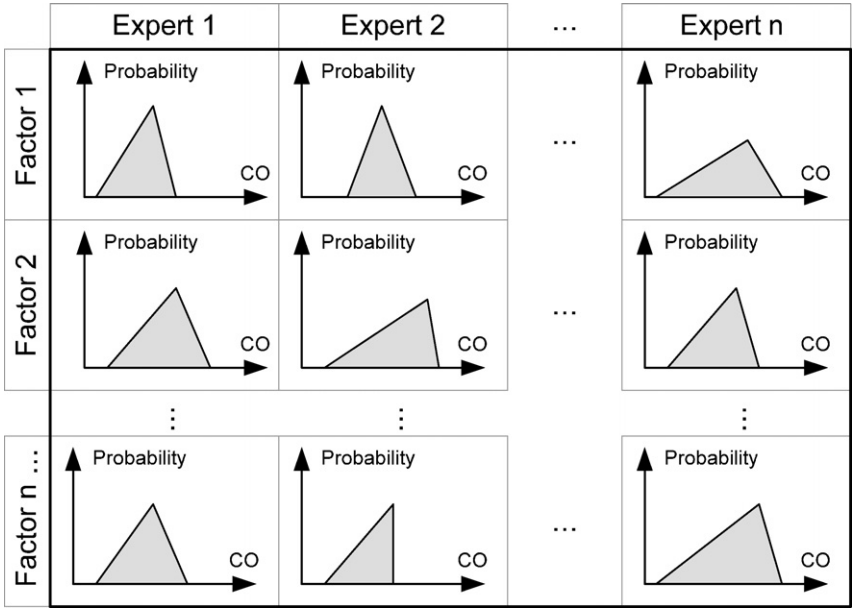 Expert 1 Expert 2 ... Expert n
Factor 1
Probability
CO
Probability
CO
...
Probability
CO
Factor 2
Probability
CO
Probability
CO
...
Probability
CO
...
... ... ...
Factor n
Probability
CO
Probability
CO
...
Probability
CO